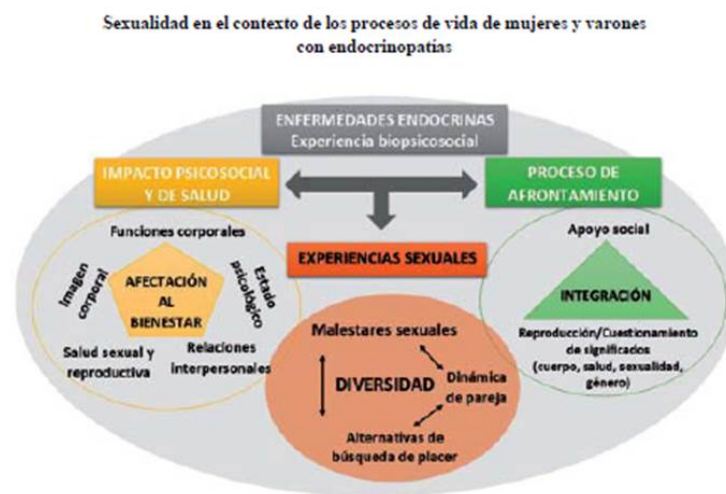 Sexualidad en el contexto de los procesos de vida de mujeres y varones
con endocrinopatías
ENFERMEDADES ENDOCRINAS
Experiencia biopsicosocial
IMPACTO PSICOSOCIAL
Y DE SALUD
PROCESO DE
AFRONTAMIENTO
Funciones corporales
Imagen
corporal
AFECTACIÓN
AL
BIENESTAR
Estado
psicológico
Salud sexual y
reproductiva
Relaciones
interpersonales
EXPERIENCIAS SEXUALES
Malestares sexuales
DIVERSIDAD
Dinámica
de pareja
Alternativas de
búsqueda de placer
Apoyo social
INTEGRACIÓN
Reproducción/Cuestionamiento
de significados
(cuerpo, salud, sexualidad,
género)